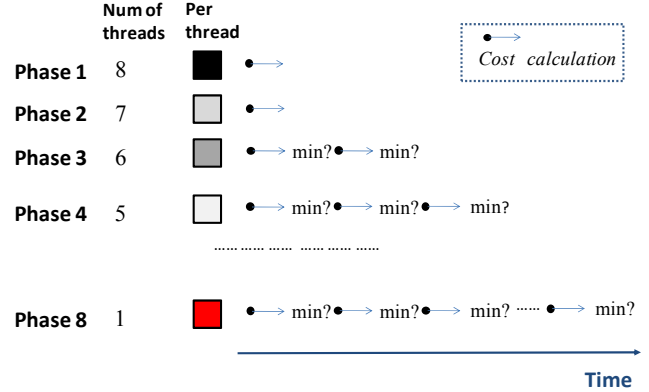 Num of Per
threads thread
Cost calculation
Phase 1 8
Phase 2 7
Phase 3 6 min? min?
Phase 4 5 min? min? min?
...... ...... ...... ...... ...... ......
Phase 8 1 min? min? min? ...... min?
Time